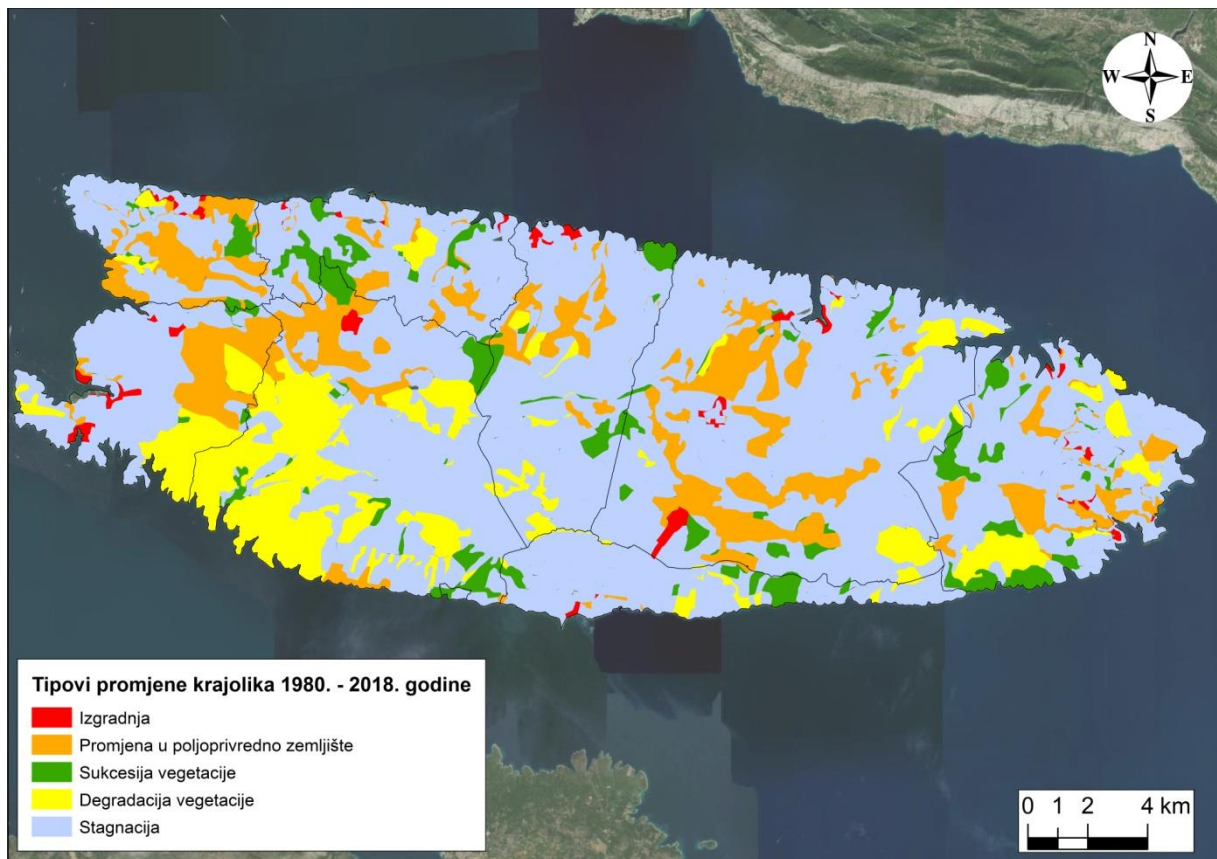 N
W E
S
Tipovi promjene krajolika 1980. - 2018. godine
Izgradnja
Promjena u poljoprivredno zemljište
Sukcesija vegetacije
Degradacija vegetacije
Stagnacija
0 1 2 4 km